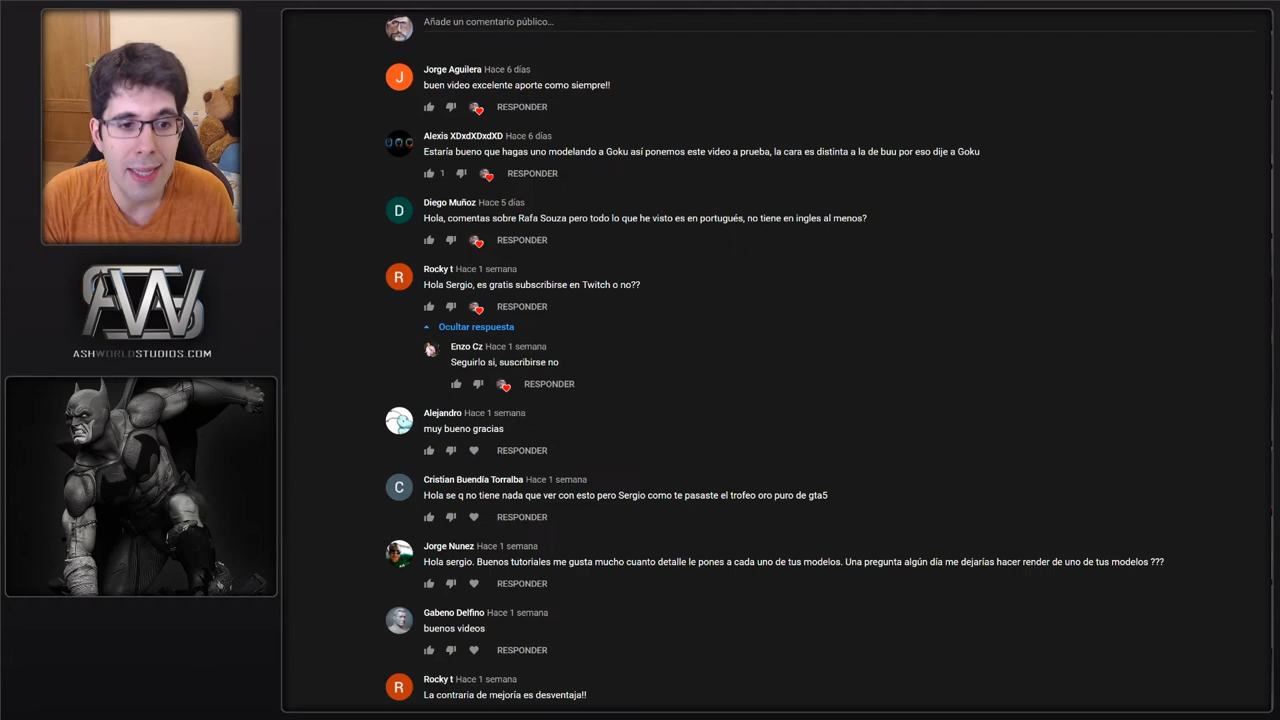 Añade un comentario público...
Jorge Aguilera Hace 6 días
buen video excelente aporte como siempre!!
RESPONDER
Alexis XDxdXDxdXD Hace 6 días
Estaría bueno que hagas uno modelando a Goku así ponemos este video a prueba, la cara es distinta a la de buu por eso dije a Goku
1 RESPONDER
Diego Muñoz Hace 5 días
Hola, comentas sobre Rafa Souza pero todo lo que he visto es en portugués, no tiene en ingles al menos?
RESPONDER
Rocky t Hace 1 semana
Hola Sergio, es gratis subscribirse en Twitch o no??
RESPONDER
Ocultar respuesta
Enzo Cz Hace 1 semana
Seguirlo si, suscribirse no
RESPONDER
Alejandro Hace 1 semana
muy bueno gracias
RESPONDER
Cristian Buendía Torralba Hace 1 semana
Hola se q no tiene nada que ver con esto pero Sergio como te pasaste el trofeo oro puro de gta5
RESPONDER
Jorge Nunez Hace 1 semana
Hola sergio. Buenos tutoriales me gusta mucho cuanto detalle le pones a cada uno de tus modelos. Una pregunta algún día me dejarías hacer render de uno de tus modelos ???
RESPONDER
Gabeno Delfino Hace 1 semana
buenos videos
RESPONDER
Rocky t Hace 1 semana
La contraria de mejoría es desventaja!!
J
D
R
C
R
ASHWORLDSTUDIOS.COM